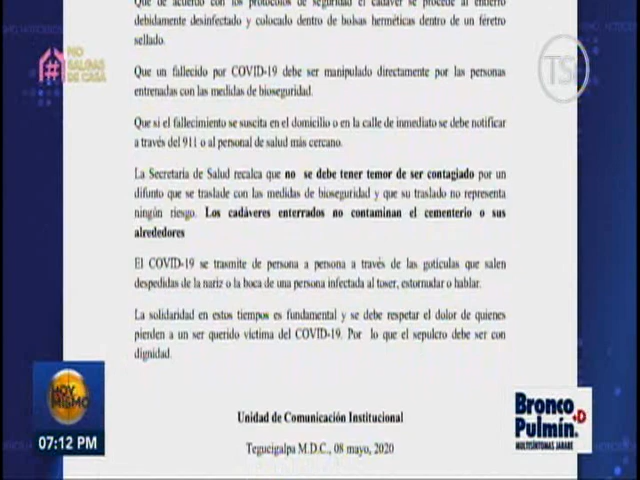 Que de acuerdo con los protocolos de seguridad el cadáver se procede al entierro
debidamente desinfectado y colocado dentro de bolsas herméticas dentro de un féretro
sellado.
Que un fallecido por COVID-19 debe ser manipulado directamente por las personas
entrenadas con las medidas de bioseguridad.
Que si el fallecimiento se suscita en el domicilio o en la calle de inmediato se debe notificar
a través del 911 o al personal de salud más cercano.
La Secretaria de Salud recalca que no se debe tener temor de ser contagiado por un
difunto que se traslade con las medidas de bioseguridad y que su traslado no representa
ningún riesgo. Los cadáveres enterrados no contaminan el cementerio o sus
alrededores
El COVID-19 se trasmite de persona a persona a través de las gotículas que salen
despedidas de la nariz o la boca de una persona infectada al toser, estornudar o hablar.
La solidaridad en estos tiempos es fundamental y se debe respetar el dolor de quienes
pierden a un ser querido víctima del COVID-19. Por lo que el sepulcro debe ser con
dignidad.
Unidad de Comunicación Institucional
Tegucigalpa M.D.C., 08 mayo, 2020
#NO
SALGAS
DE CASA
TSi
HOY
MISMO
07:12 PM
Bronco
Pulmín.
+D
MULTISÍNTOMAS JARABE